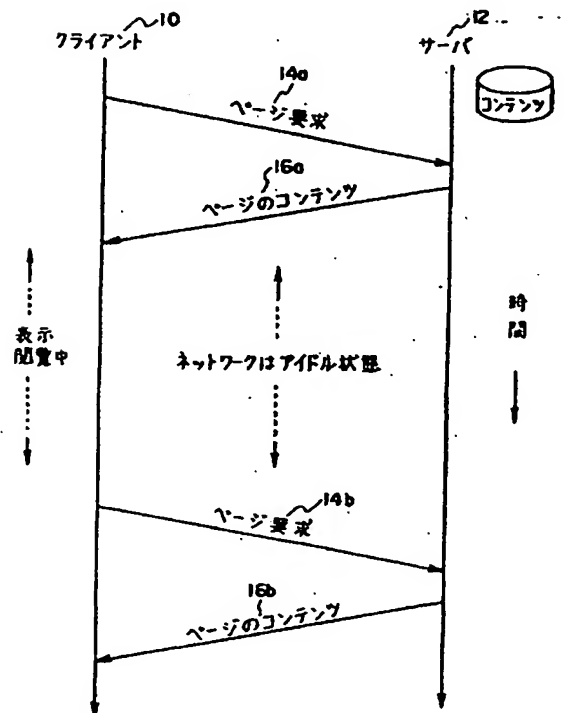 10
クライアント
12
サーバ
コンテンツ
14a
ページ要求
16a
ページのコンテンツ
表示
閲覧中
ネットワークはアイドル状態
時
間
14b
ページ要求
16b
ページのコンテンツ